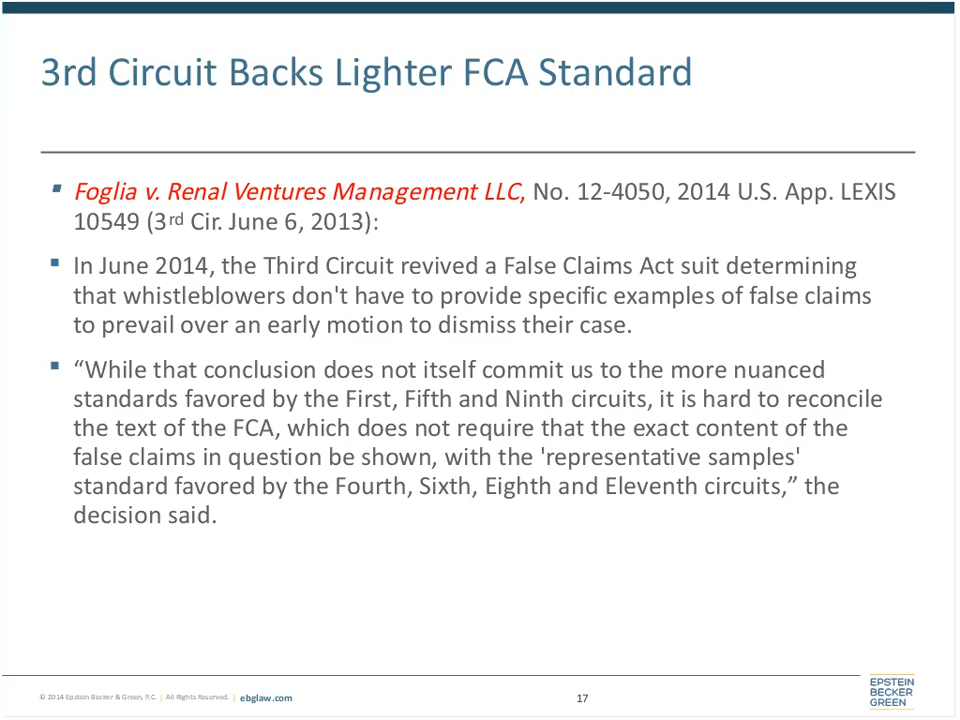 3rd Circuit Backs Lighter FCA Standard
▪ Foglia v. Renal Ventures Management LLC, No. 12-4050, 2014 U.S. App. LEXIS
10549 (3rd Cir. June 6, 2013):
▪ In June 2014, the Third Circuit revived a False Claims Act suit determining
that whistleblowers don't have to provide specific examples of false claims
to prevail over an early motion to dismiss their case.
▪ “While that conclusion does not itself commit us to the more nuanced
standards favored by the First, Fifth and Ninth circuits, it is hard to reconcile
the text of the FCA, which does not require that the exact content of the
false claims in question be shown, with the 'representative samples'
standard favored by the Fourth, Sixth, Eighth and Eleventh circuits,” the
decision said.
© 2014 Epstein Becker & Green, P.C. | All Rights Reserved. | ebglaw.com
17
EPSTEIN
BECKER
GREEN